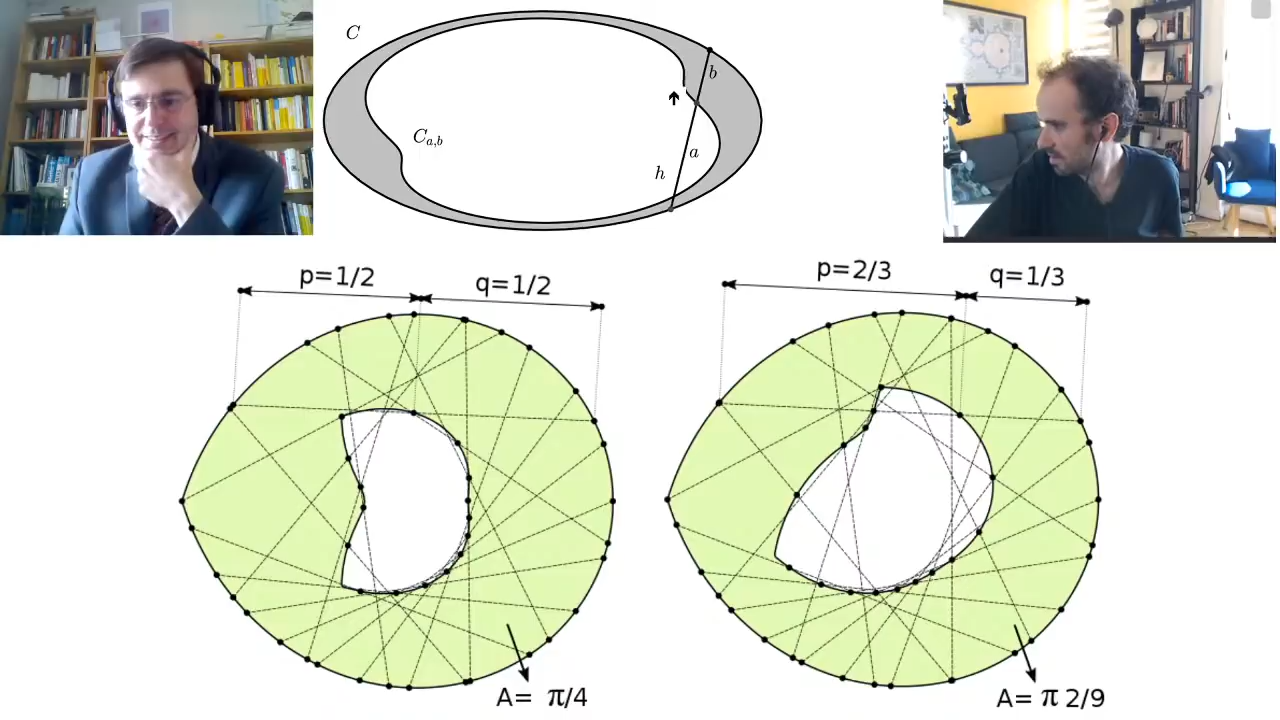 C
b
C_{a,b}
a
h
p=1/2
q=1/2
p=2/3
q=1/3
A= π/4
A= π 2/9